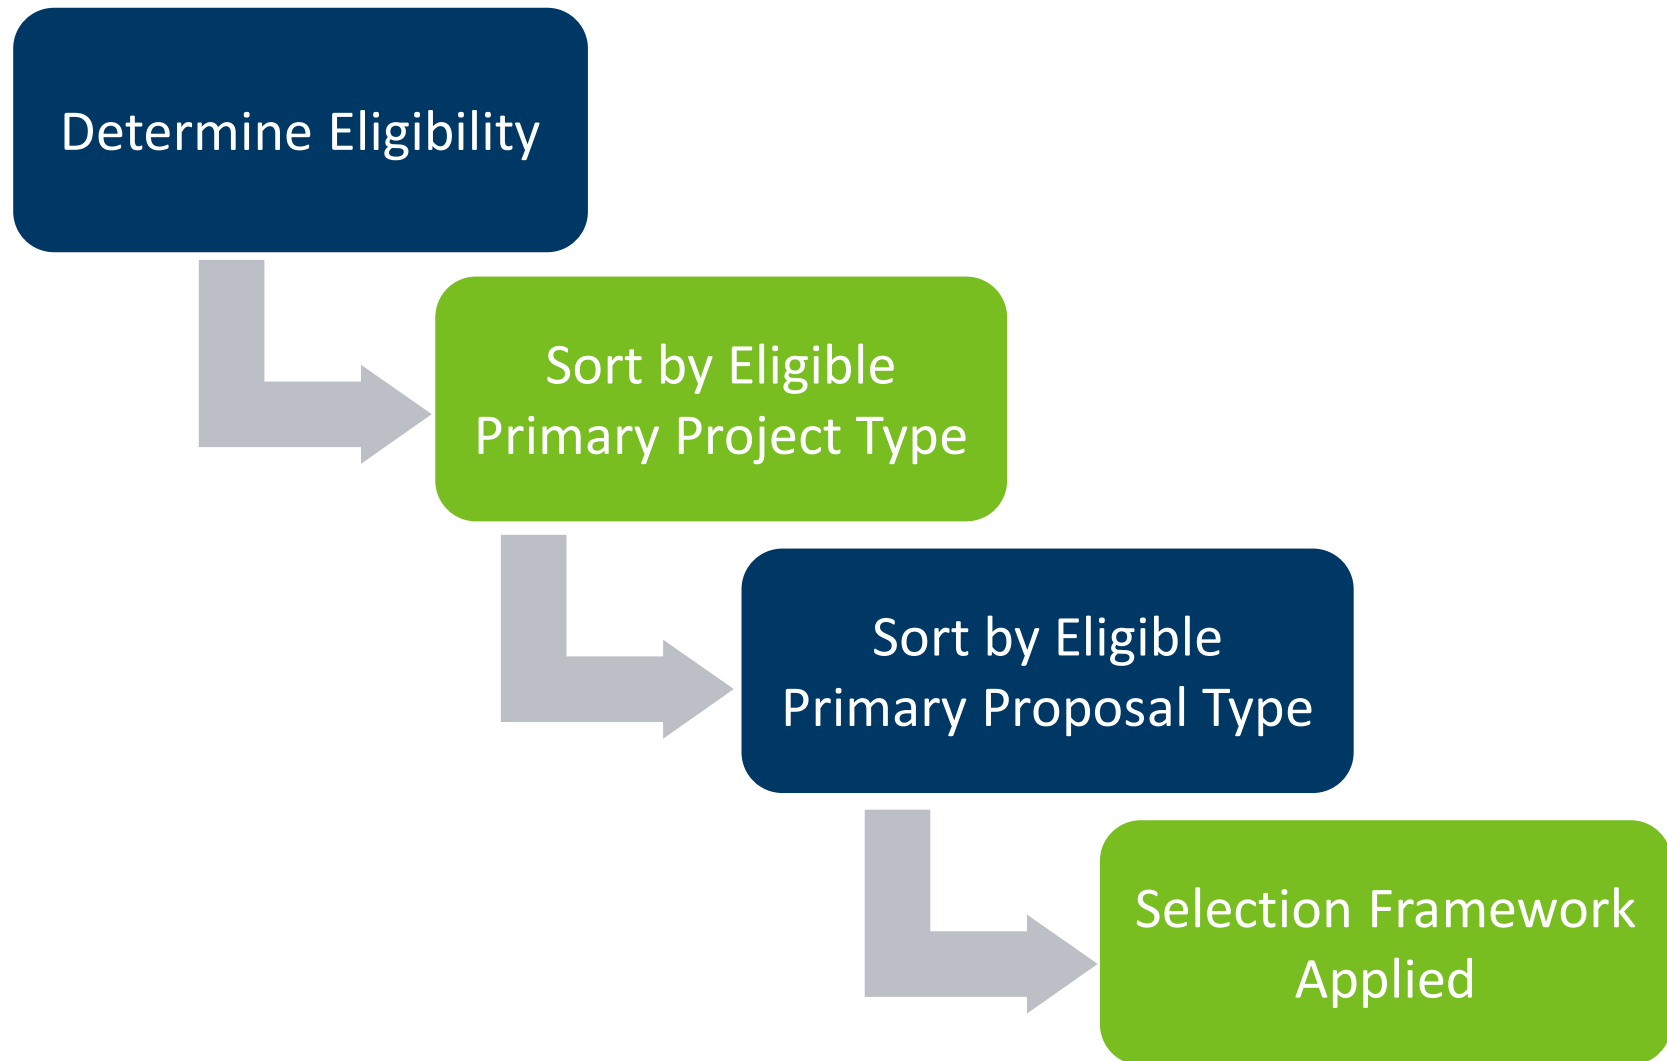 Determine Eligibility
Sort by Eligible
Primary Project Type
Sort by Eligible
Primary Proposal Type
Selection Framework
Applied